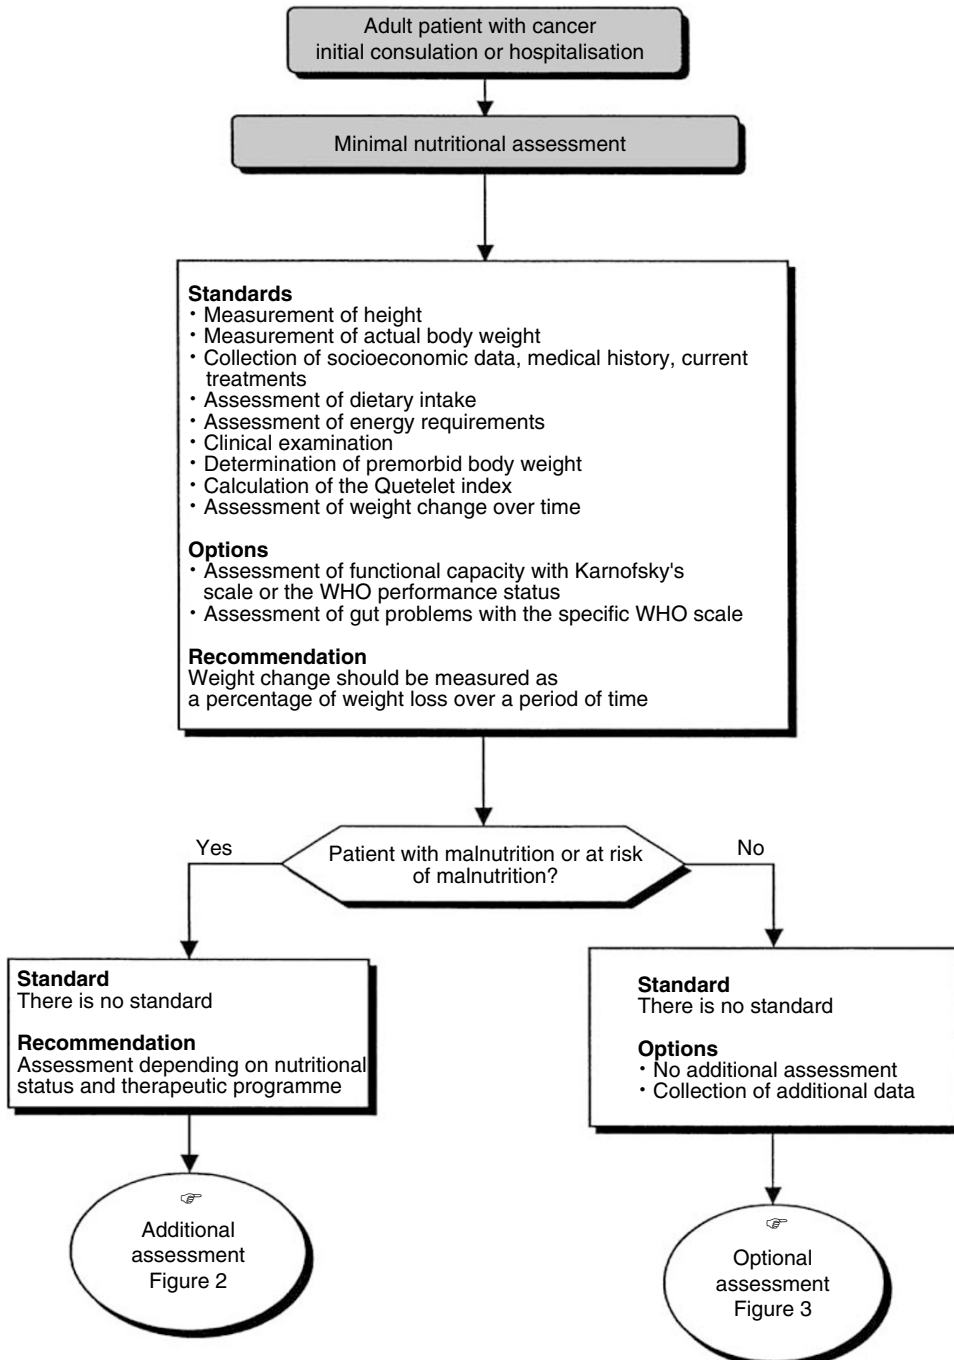 Adult patient with cancer
initial consulation or hospitalisation
Minimal nutritional assessment
Standards
· Measurement of height
· Measurement of actual body weight
· Collection of socioeconomic data, medical history, current
treatments
· Assessment of dietary intake
· Assessment of energy requirements
· Clinical examination
· Determination of premorbid body weight
· Calculation of the Quetelet index
· Assessment of weight change over time
Options
· Assessment of functional capacity with Karnofsky's
scale or the WHO performance status
· Assessment of gut problems with the specific WHO scale
Recommendation
Weight change should be measured as
a percentage of weight loss over a period of time
Yes
Patient with malnutrition or at risk
of malnutrition?
No
Standard
There is no standard
Recommendation
Assessment depending on nutritional
status and therapeutic programme
Standard
There is no standard
Options
· No additional assessment
· Collection of additional data
☞
Additional
assessment
Figure 2
☞
Optional
assessment
Figure 3